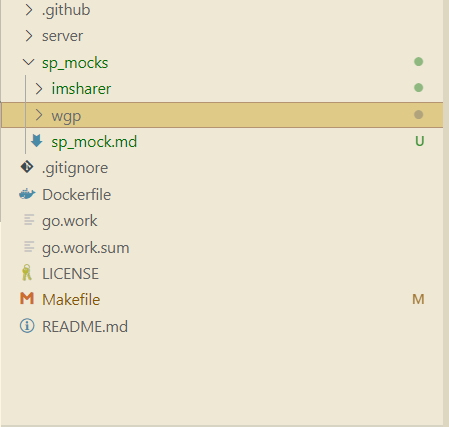 .github
server
sp_mocks
imsharer
wgp
sp_mock.md U
.gitignore
Dockerfile
go.work
go.work.sum
LICENSE
Makefile M
README.md